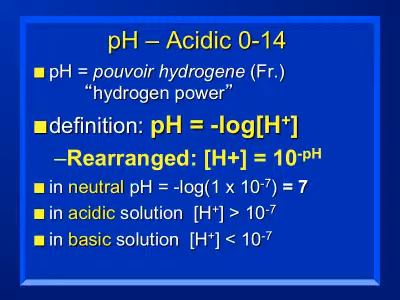 pH – Acidic 0-14
pH = pouvoir hydrogene (Fr.)
“hydrogen power”
definition: pH = -log[H⁺]
–Rearranged: [H+] = 10⁻ᵖᴴ
in neutral pH = -log(1 x 10⁻⁷) = 7
in acidic solution [H⁺] > 10⁻⁷
in basic solution [H⁺] < 10⁻⁷